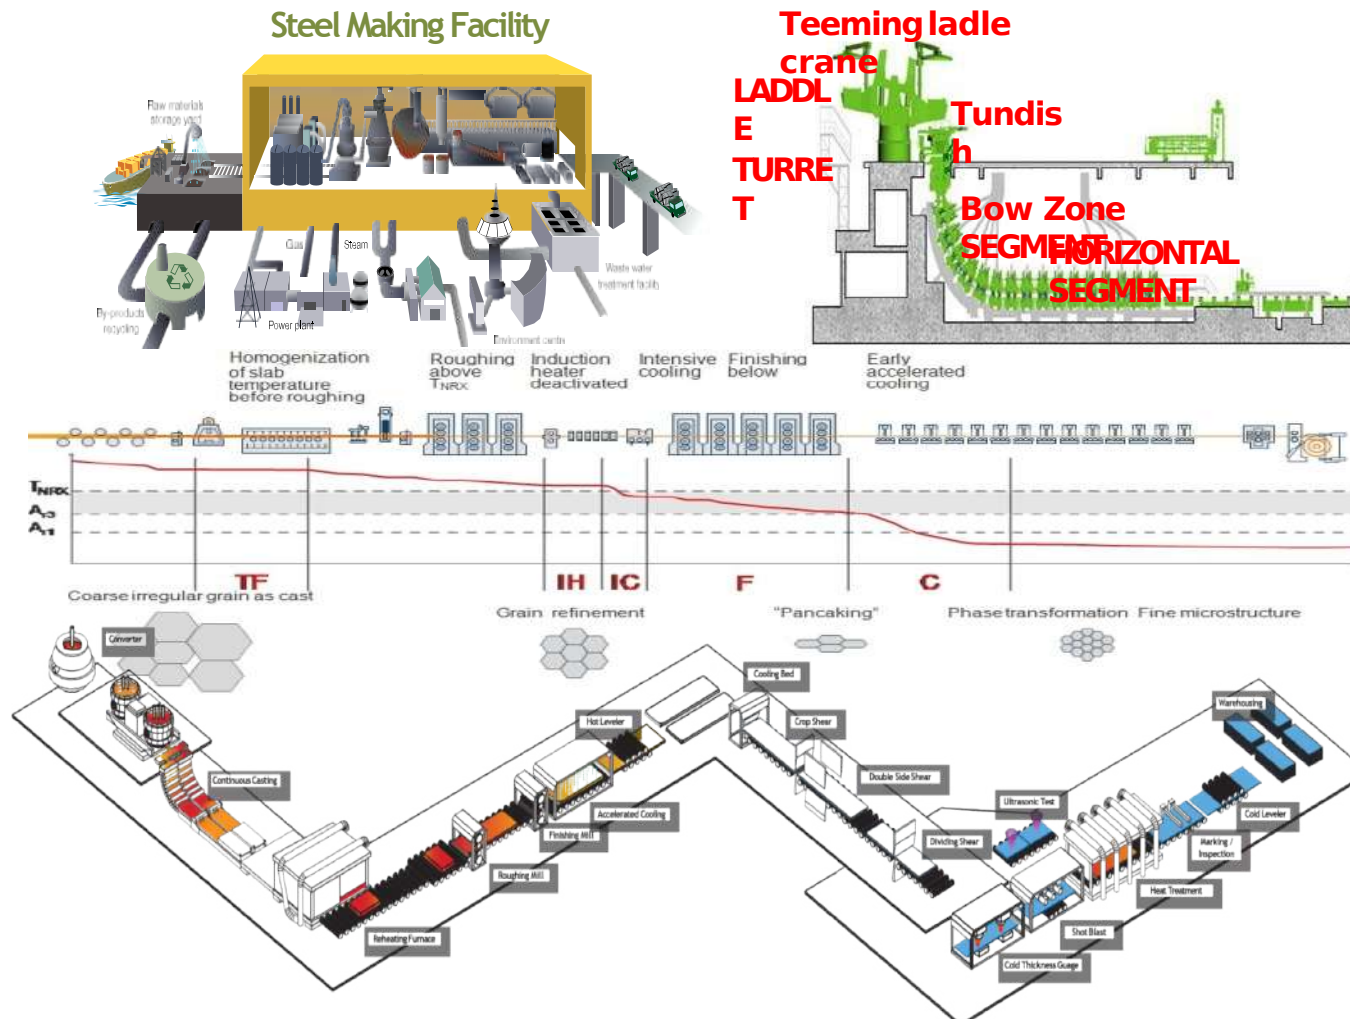 Steel Making Facility
Raw materials
storage yard
Gas
Steam
Waste water
treatment facility
By-products
recycling
Power plant
Environment centre
Teeming ladle
crane
LADDL
E
TURRE
T
Tundis
h
Bow Zone
SEGMENT
HORIZONTAL
SEGMENT
Homogenization
of slab
temperature
before roughing
Roughing
above
TNRX
Induction
heater
deactivated
Intensive
cooling
Finishing
below
Early
accelerated
cooling
TNRX
Ar3
Ar1
TF
IH
IC
F
C
Coarse irregular grain as cast
Grain refinement
"Pancaking"
Phase transformation
Fine microstructure
Converter
Continuous Casting
Reheating Furnace
Roughing Mill
Finishing Mill
Accelerated Cooling
Hot Leveler
Cooling Bed
Crop Shear
Double Side Shear
Dividing Shear
Ultrasonic Test
Cold Thickness Guage
Shot Blast
Heat Treatment
Marking /
Inspection
Cold Leveler
Warehousing